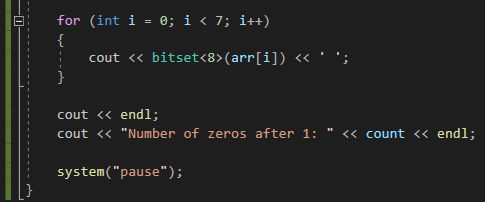 for (int i = 0; i < 7; i++)
{
cout << bitset<8>(arr[i]) << ' ';
}
cout << endl;
cout << "Number of zeros after 1: " << count << endl;
system("pause");
}